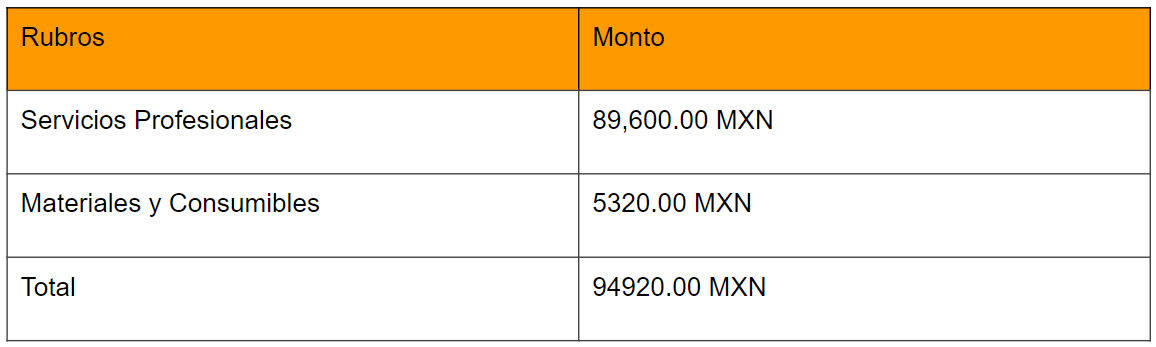 Rubros Monto
Servicios Profesionales 89,600.00 MXN
Materiales y Consumibles 5320.00 MXN
Total 94920.00 MXN